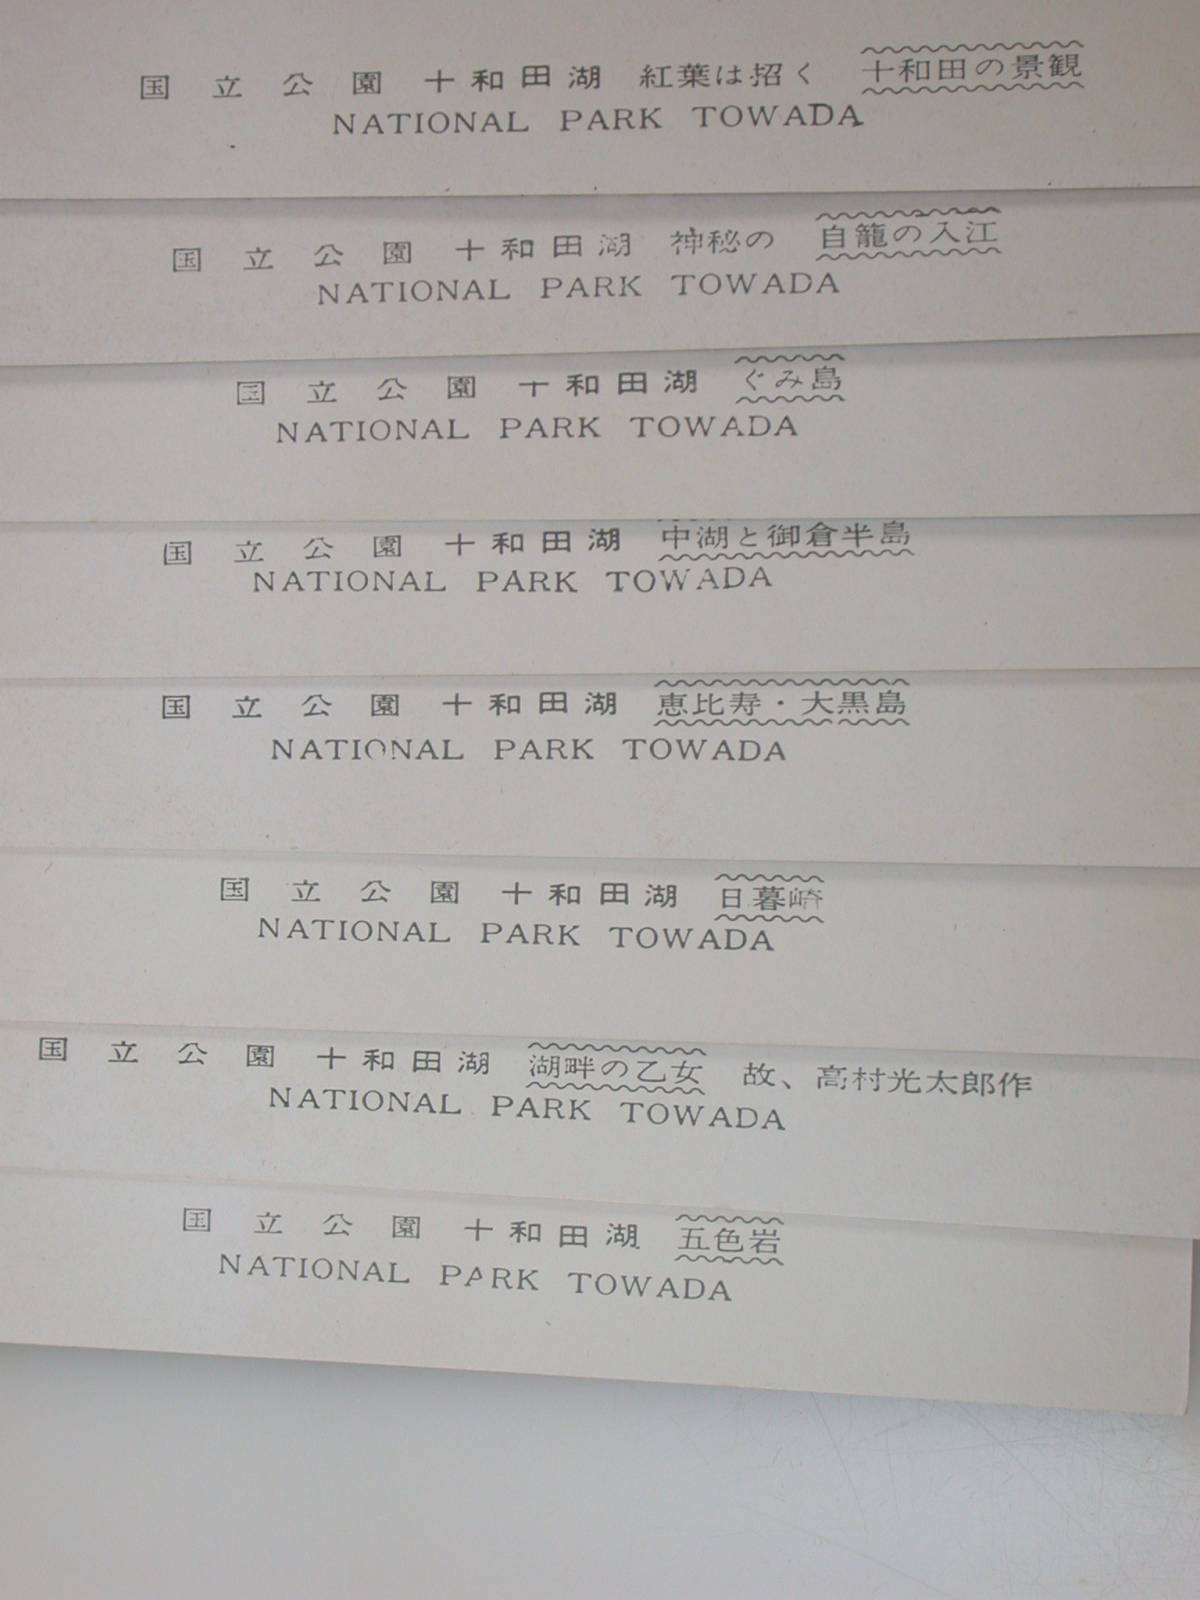 国立公園 十和田湖 紅葉は招く 十和田の景観
NATIONAL PARK TOWADA
国立公園 十和田湖 神秘の 自籠の入江
NATIONAL PARK TOWADA
国立公園 十和田湖 ぐみ島
NATIONAL PARK TOWADA
国立公園 十和田湖 中湖と御倉半島
NATIONAL PARK TOWADA
国立公園 十和田湖 恵比寿・大黒島
NATIONAL PARK TOWADA
国立公園 十和田湖 日暮崎
NATIONAL PARK TOWADA
国立公園 十和田湖 湖畔の乙女 故、高村光太郎作
NATIONAL PARK TOWADA
国立公園 十和田湖 五色岩
NATIONAL PARK TOWADA